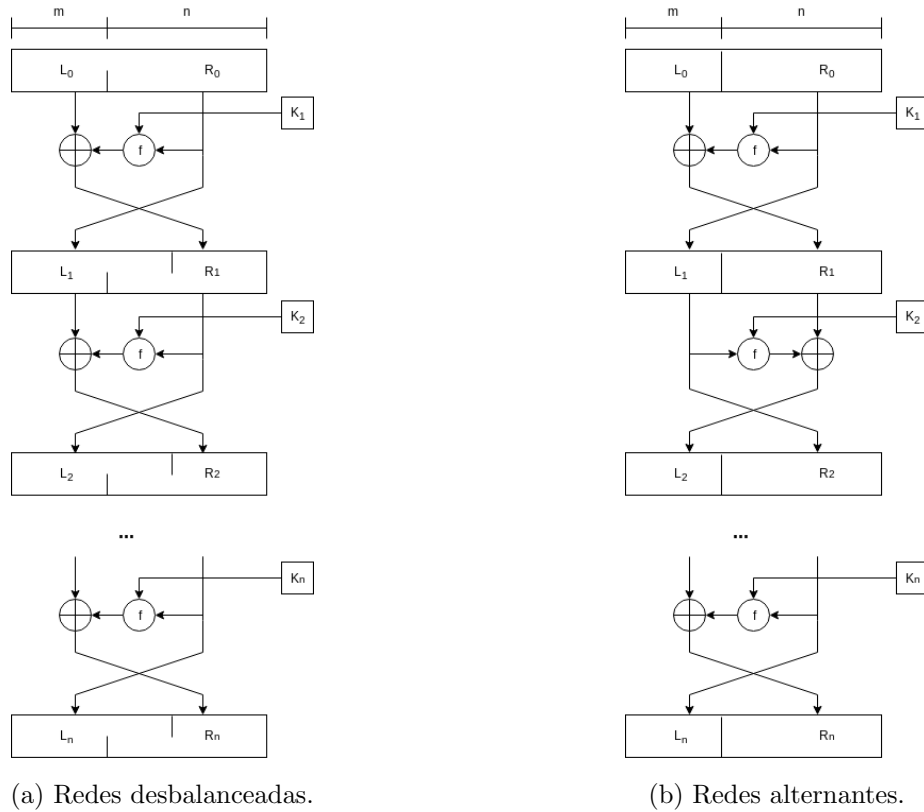 m n
L₀ R₀
K₁
f
L₁ R1
K₂
f
L₂ R2
...
Kn
f
Lₙ Rn
(a) Redes desbalanceadas.
m n
L₀ R₀
K₁
f
L₁ R1
K₂
f
L₂ R2
...
Kn
f
Lₙ Rn
(b) Redes alternantes.